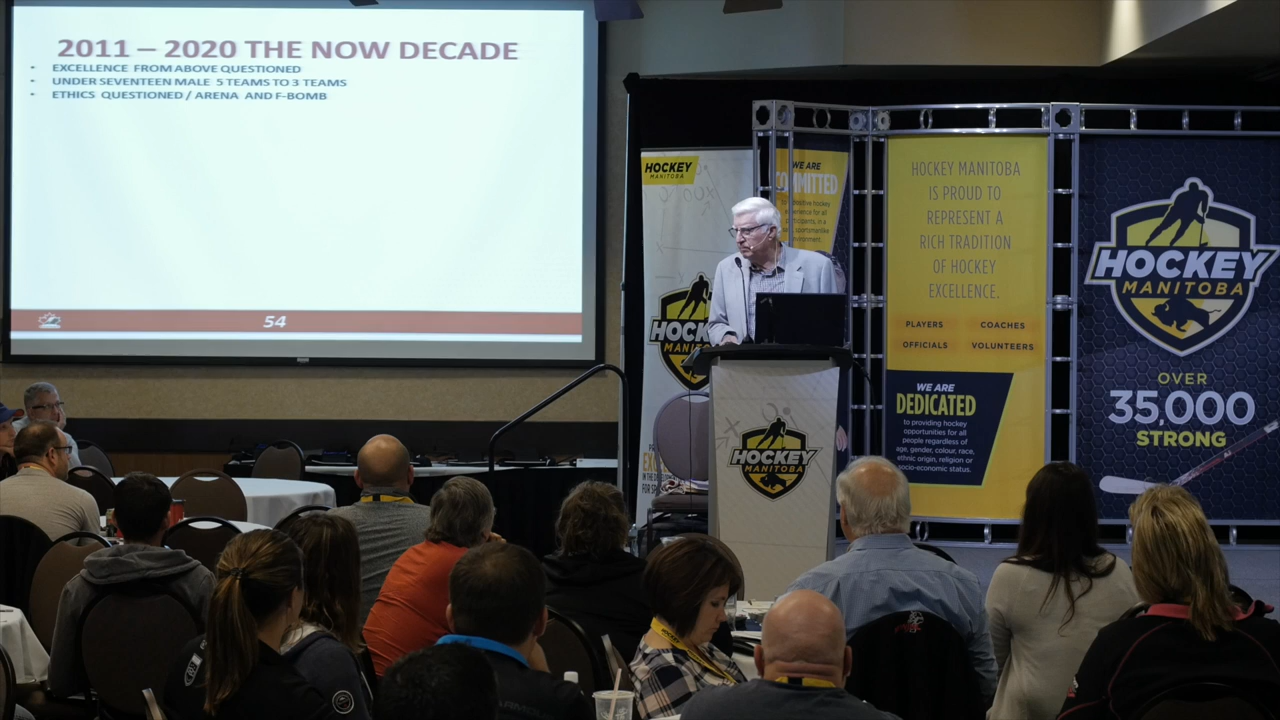 2011 – 2020 THE NOW DECADE
• EXCELLENCE FROM ABOVE QUESTIONED
• UNDER SEVENTEEN MALE 5 TEAMS TO 3 TEAMS
• ETHICS QUESTIONED / ARENA AND F-BOMB
54
HOCKEY
MANITOBA
WE ARE
COMMITTED
HOCKEY
MANITOBA
HOCKEY MANITOBA
IS PROUD TO
REPRESENT A
RICH TRADITION
OF HOCKEY
EXCELLENCE.
PLAYERS COACHES
OFFICIALS VOLUNTEERS
WE ARE
DEDICATED
to providing hockey
opportunities for all
people regardless of
age, gender, colour, race,
ethnic origin, religion or
socio-economic status.
HOCKEY
MANITOBA
OVER
35,000
STRONG
HOCKEY
MANITOBA